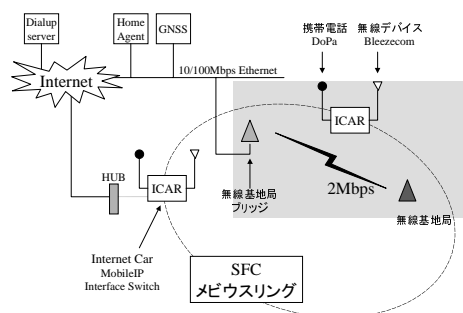 Dialup
server
Home
Agent
GNSS
携帯電話
DoPa
無線デバイス
Bleezecom
Internet
10/100Mbps Ethernet
ICAR
HUB
ICAR
無線基地局
ブリッジ
2Mbps
無線基地局
Internet Car
MobileIP
Interface Switch
SFC
メビウスリング